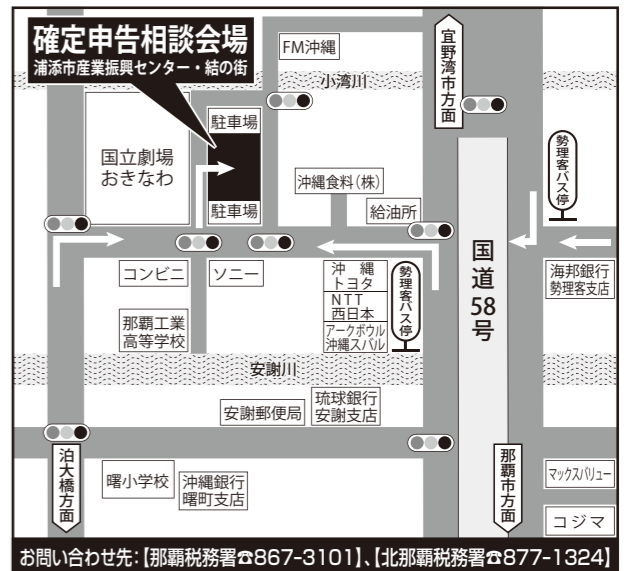 確定申告相談会場
浦添市産業振興センター・結の街
FM沖縄
宜野湾市方面
小湾川
駐車場
国立劇場
おきなわ
駐車場
沖縄食料(株)
給油所
勢理客バス停
コンビニ
ソニー
沖縄
トヨタ
NTT
西日本
アークボウル
沖縄スバル
勢理客バス停
国道58号
海邦銀行
勢理客支店
那覇工業
高等学校
安謝川
安謝郵便局
琉球銀行
安謝支店
泊大橋方面
曙小学校
沖縄銀行
曙町支店
那覇市方面
マックスバリュー
コジマ
お問い合わせ先:【那覇税務署☎867-3101】、【北那覇税務署☎877-1324】